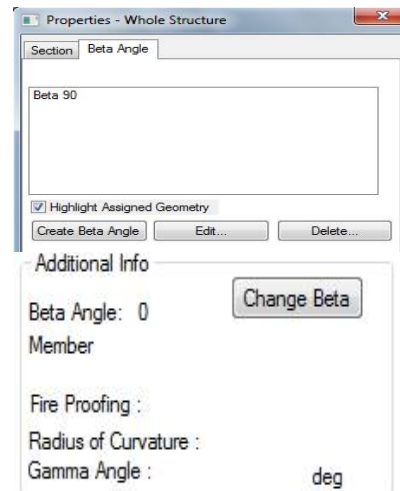 Properties - Whole Structure
Section Beta Angle
Beta 90
Highlight Assigned Geometry
Create Beta Angle Edit... Delete...
Additional Info
Beta Angle: 0 Change Beta
Member
Fire Proofing :
Radius of Curvature :
Gamma Angle : deg